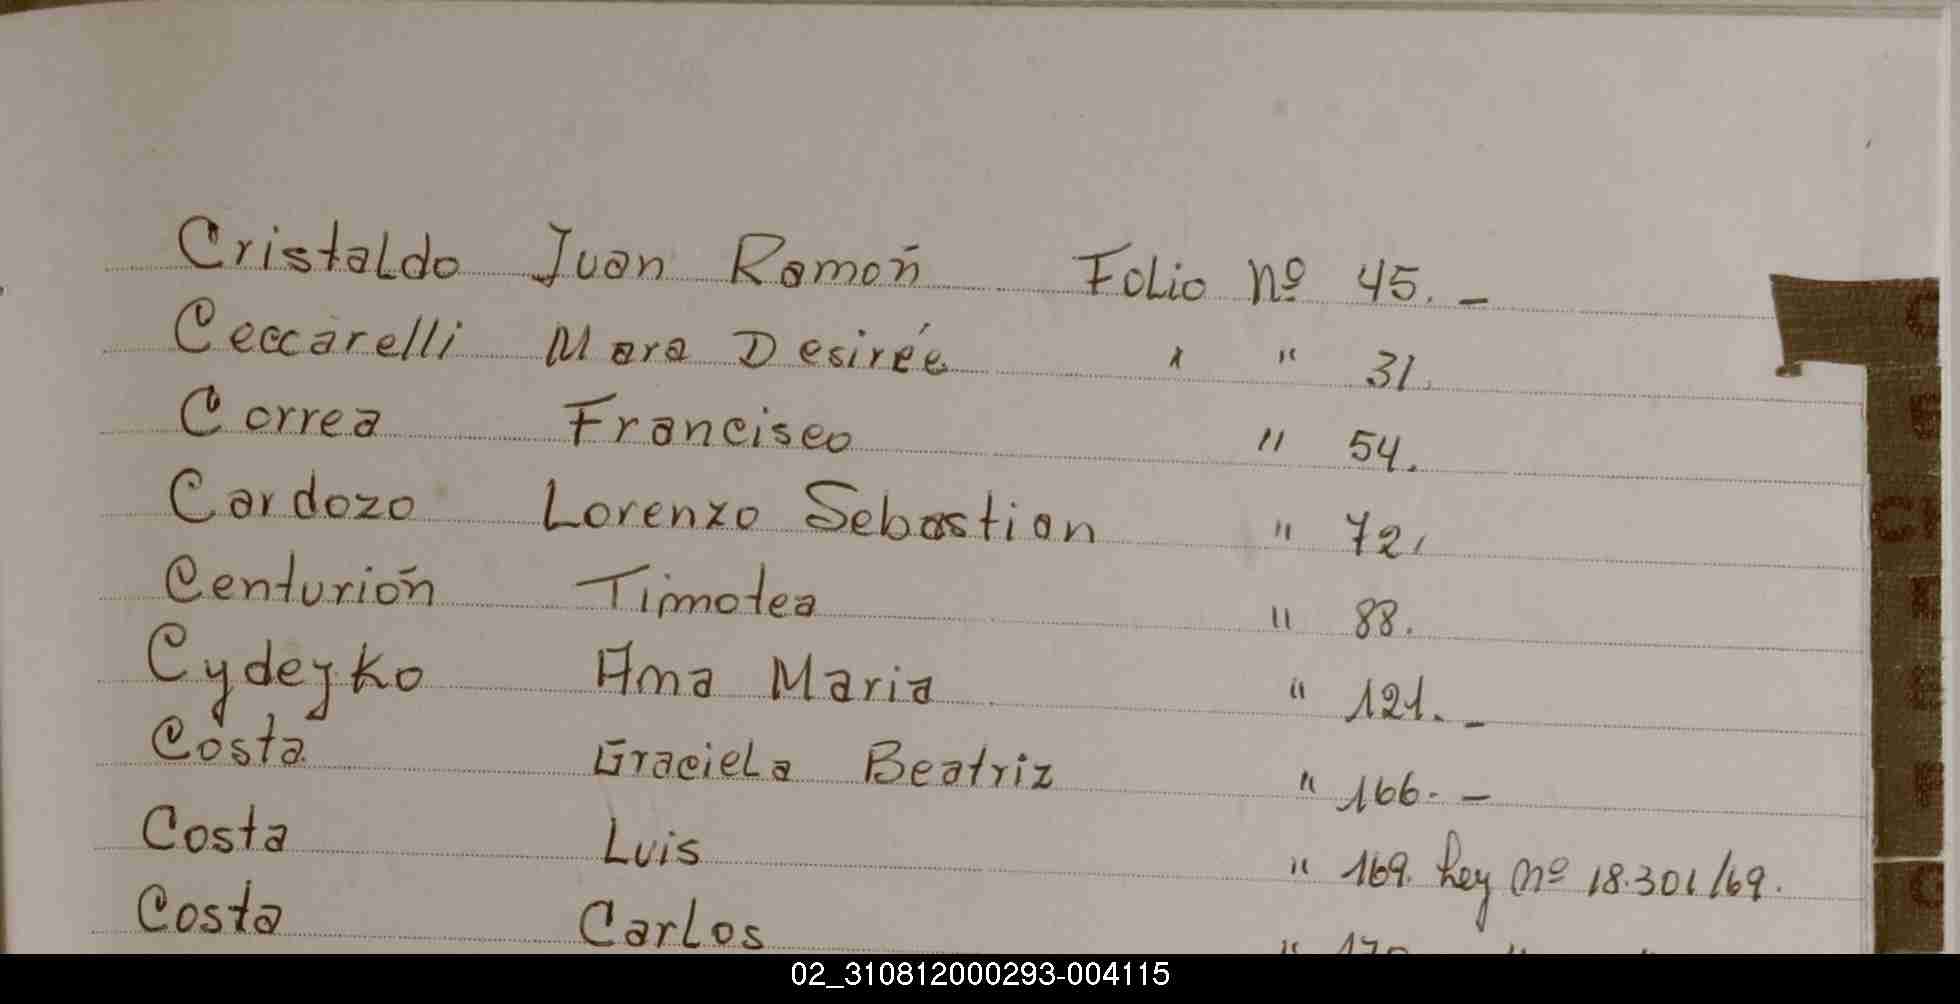 Cristaldo Juan Ramón Folio nº 45. -
Ceccarelli Mara Desirée " " 31.
Correa Francisco " 54.
Cardozo Lorenzo Sebastian " 72.
Centurión Timotea " 88.
Cydejko Ana Maria " 121. -
Costa Graciela Beatriz " 166. -
Costa Luis " 169. Ley nº 18.301/69.
Costa Carlos "
02_310812000293-004115